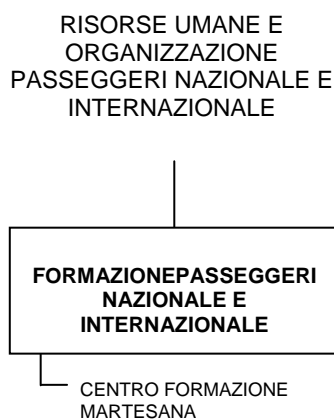 RISORSE UMANE E
ORGANIZZAZIONE
PASSEGGERI NAZIONALE E
INTERNAZIONALE
FORMAZIONEPASSEGGERI
NAZIONALE E
INTERNAZIONALE
CENTRO FORMAZIONE
MARTESANA